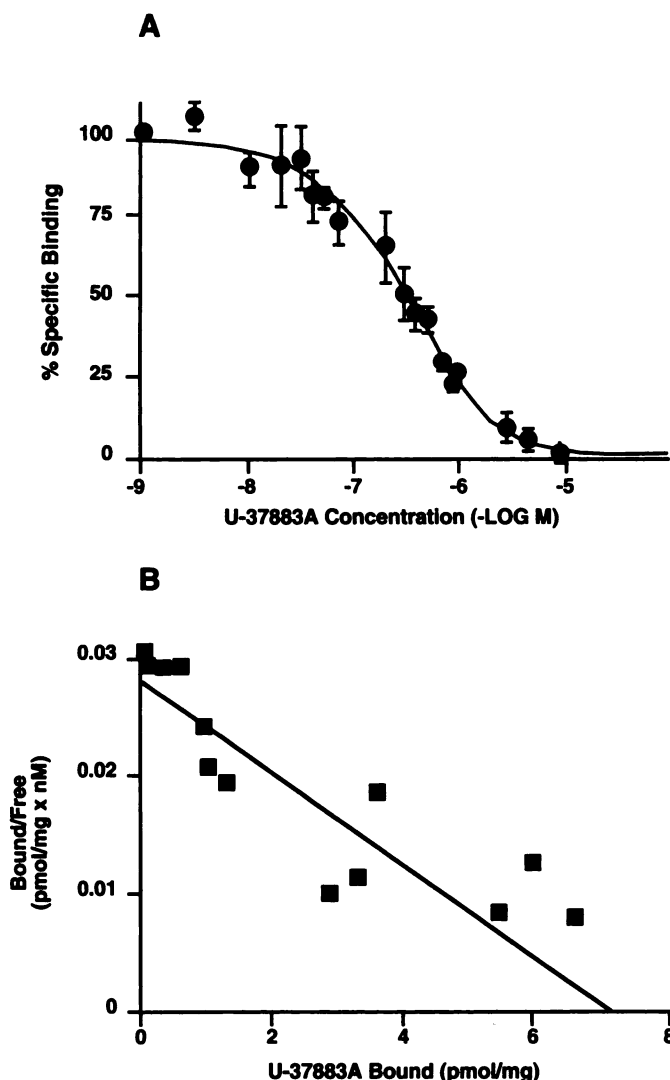 A
% Specific Binding
100
75
50
25
0
-9
-8
-7
-6
-5
U-37883A Concentration (-LOG M)
B
Bound/Free
(pmol/mg x nM)
0.03
0.02
0.01
0
0
2
4
6
8
U-37883A Bound (pmol/mg)